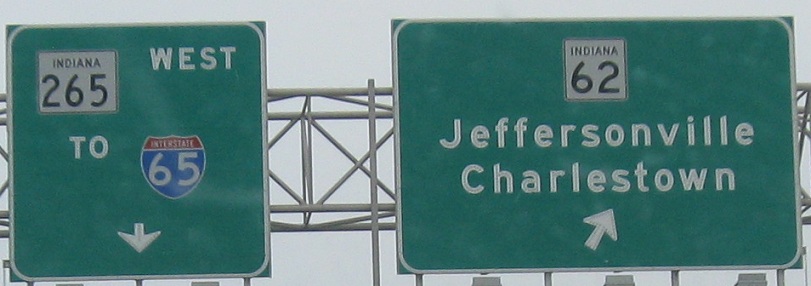 INDIANA
265
WEST
TO
INTERSTATE
65
INDIANA
62
Jeffersonville
Charlestown